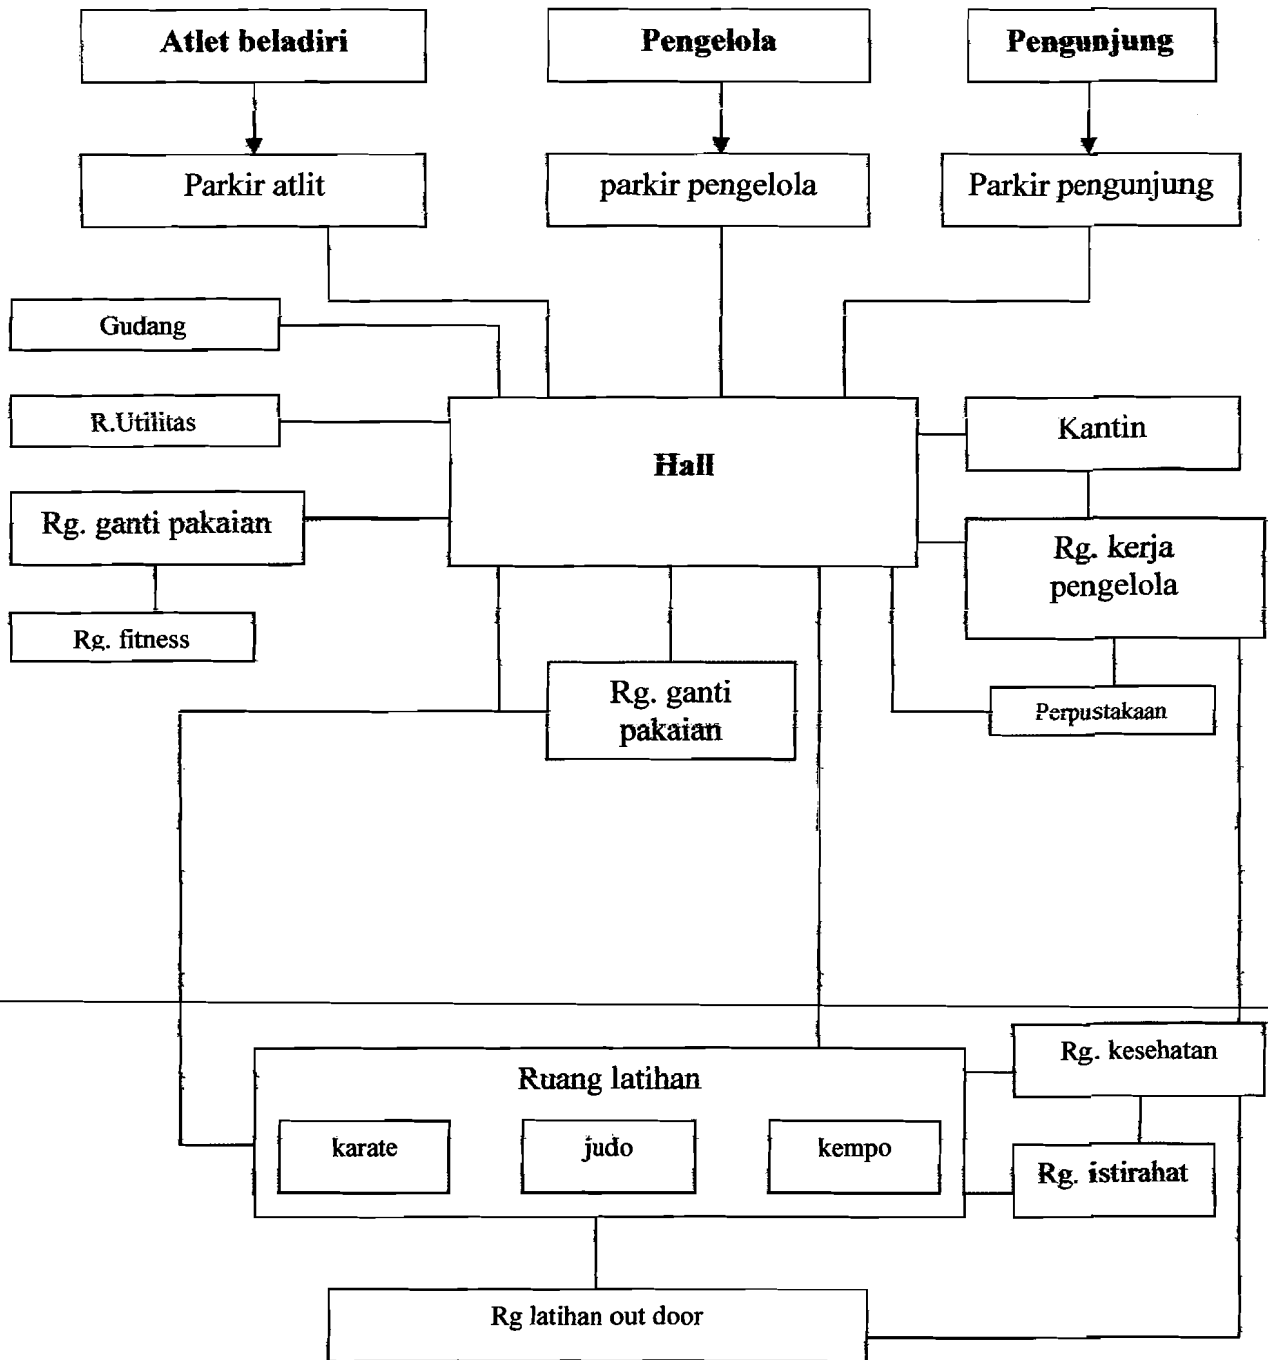 Atlet beladiri
Pengelola
Pengunjung
Parkir atlit
parkir pengelola
Parkir pengunjung
Gudang
R.Utilitas
Hall
Kantin
Rg. ganti pakaian
Rg. kerja
pengelola
Rg. fitness
Rg. ganti
pakaian
Perpustakaan
Ruang latihan
Rg. kesehatan
karate
judo
kempo
Rg. istirahat
Rg latihan out door